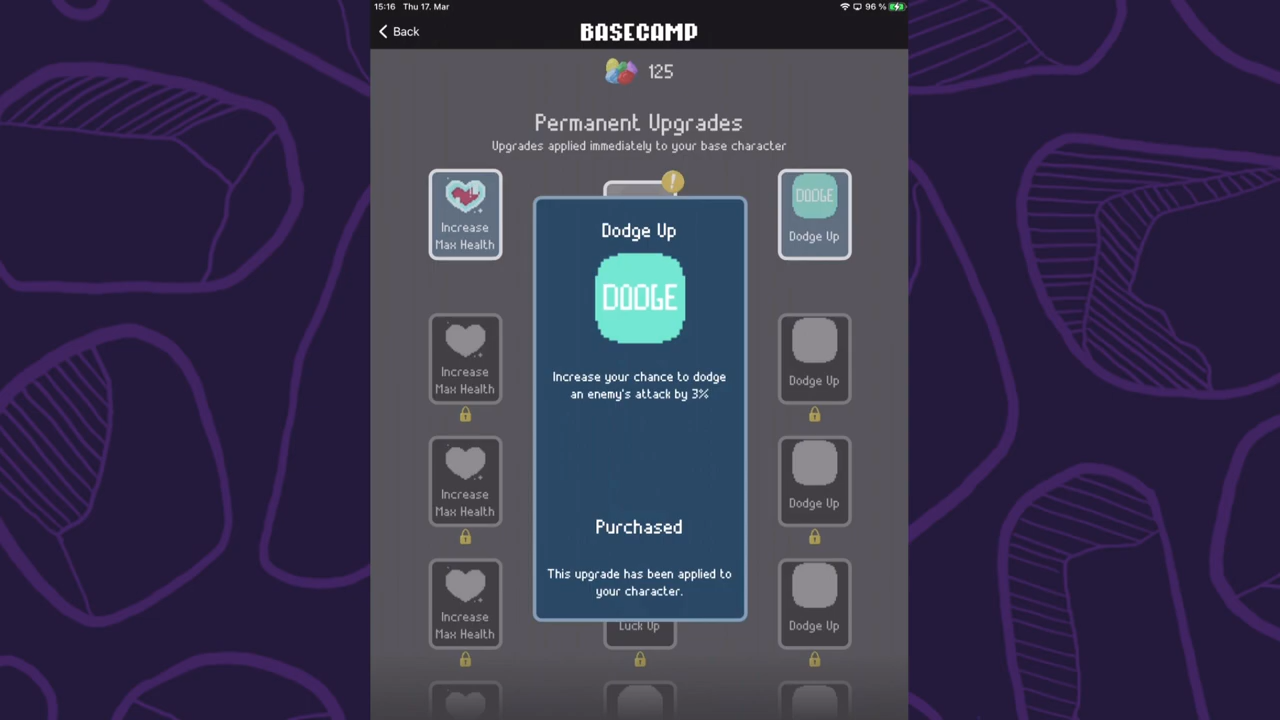 15:16 Thu 17. Mar
96 %
Back
BASECAMP
125
Permanent Upgrades
Upgrades applied immediately to your base character
Increase
Max Health
!
DODGE
Dodge Up
Dodge Up
DODGE
Increase your chance to dodge
an enemy's attack by 3%
Purchased
This upgrade has been applied to
your character.
Increase
Max Health
Dodge Up
Increase
Max Health
Dodge Up
Increase
Max Health
Luck Up
Dodge Up